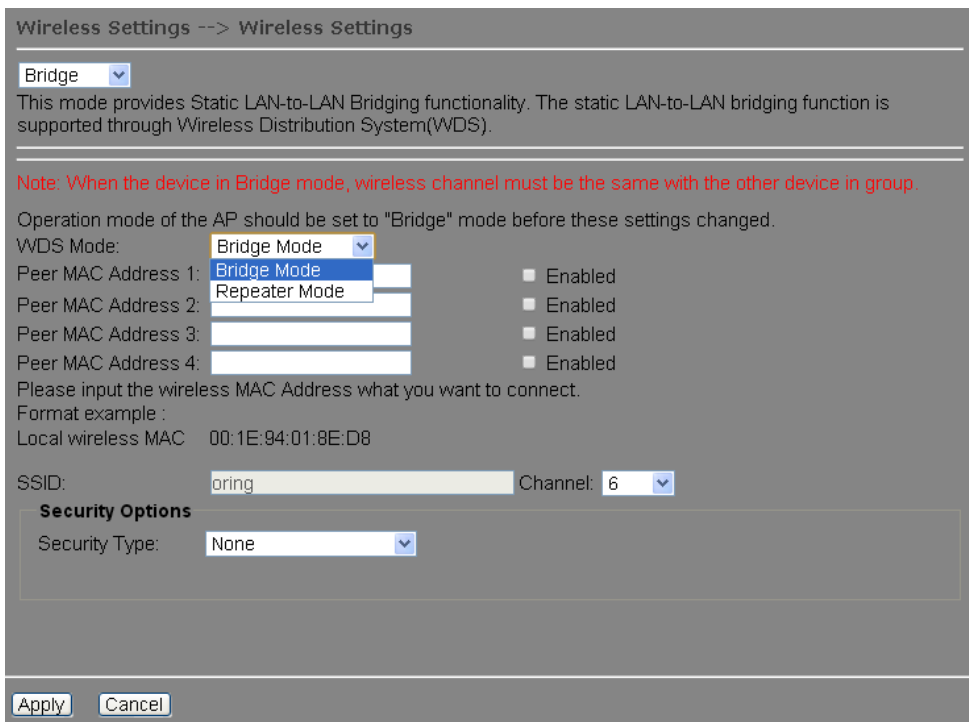 Wireless Settings --> Wireless Settings
Bridge
This mode provides Static LAN-to-LAN Bridging functionality. The static LAN-to-LAN bridging function is
supported through Wireless Distribution System(WDS).
Note: When the device in Bridge mode, wireless channel must be the same with the other device in group.
Operation mode of the AP should be set to "Bridge" mode before these settings changed.
WDS Mode: Bridge Mode
Peer MAC Address 1: Bridge Mode Enabled
Repeater Mode
Peer MAC Address 2: Enabled
Peer MAC Address 3: Enabled
Peer MAC Address 4: Enabled
Please input the wireless MAC Address what you want to connect.
Format example :
Local wireless MAC 00:1E:94:01:8E:D8
SSID: oring Channel: 6
Security Options
Security Type: None
Apply Cancel